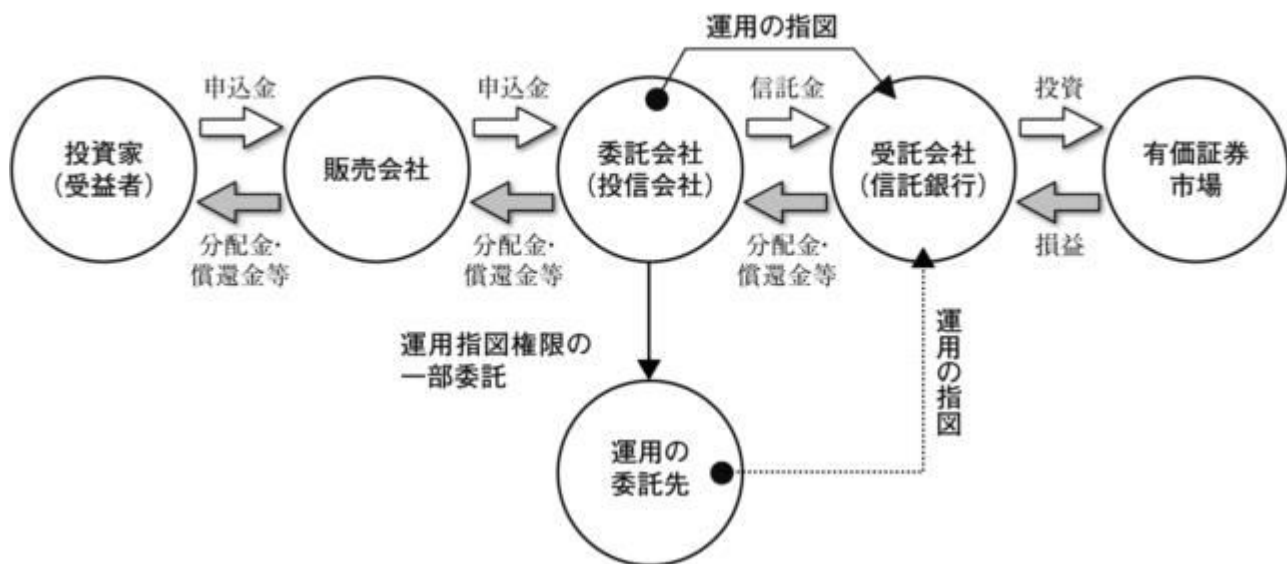 運用の指図
申込金
申込金
信託金
投資
投資家
（受益者）
販売会社
委託会社
（投信会社）
受託会社
（信託銀行）
有価証券
市場
分配金・
償還金等
分配金・
償還金等
分配金・
償還金等
損益
運用指図権限の
一部委託
運用の指図
運用の
委託先